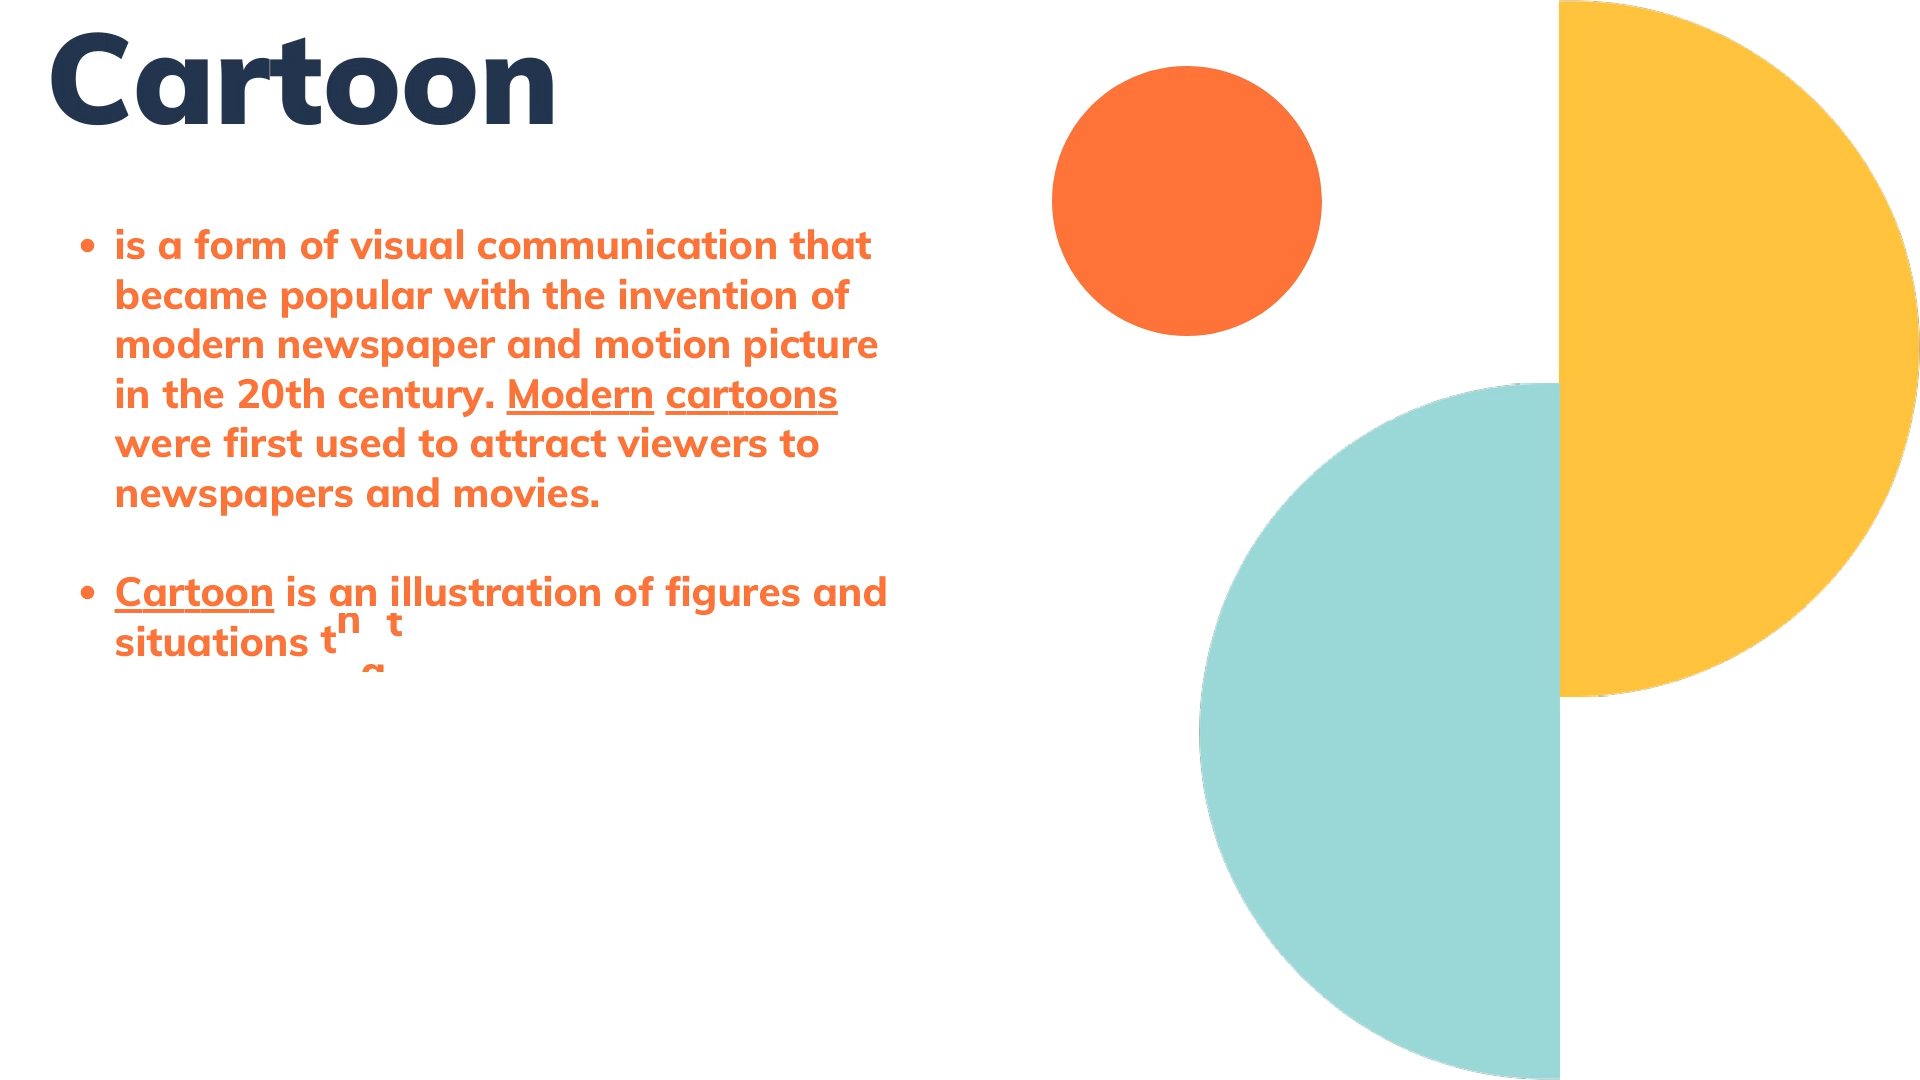 Cartoon
• is a form of visual communication that
became popular with the invention of
modern newspaper and motion picture
in the 20th century. Modern cartoons
were first used to attract viewers to
newspapers and movies.
• Cartoon is an illustration of figures and
situations